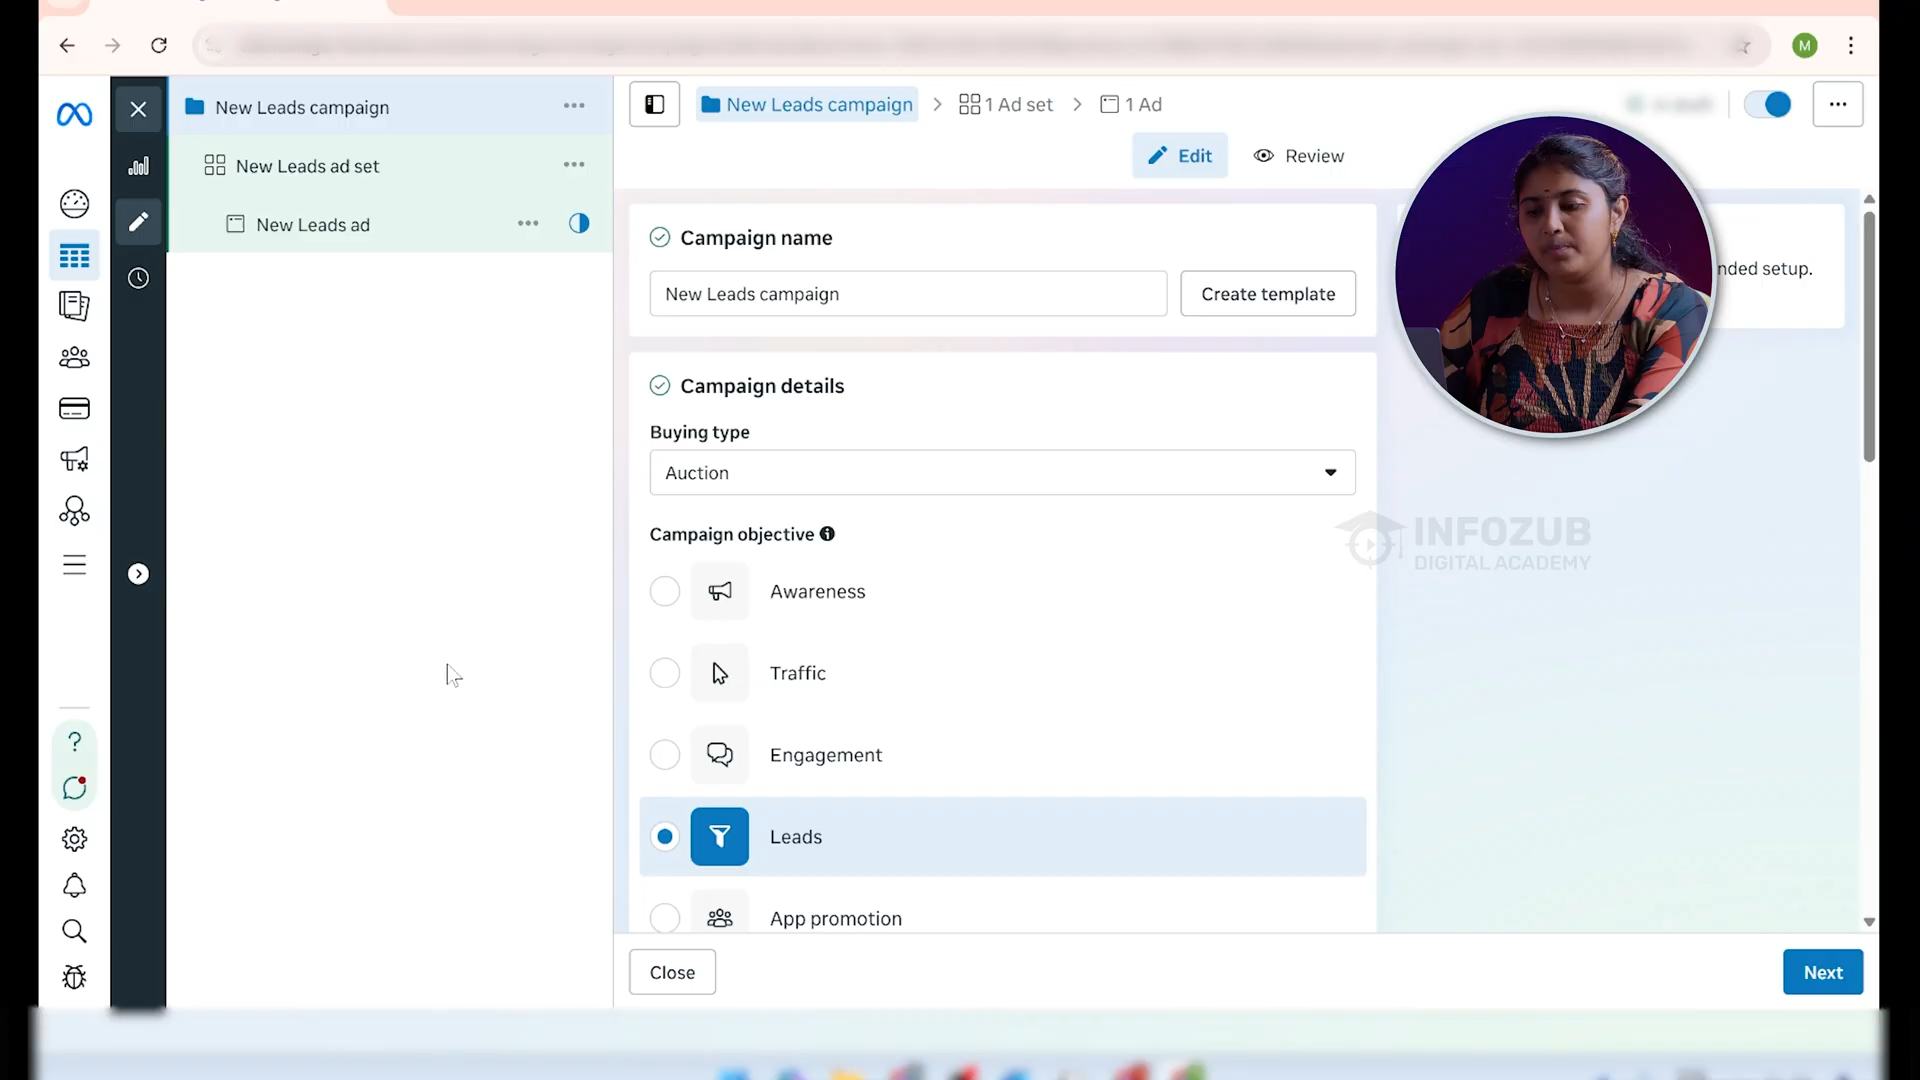 M
New Leads campaign
New Leads ad set
New Leads ad
New Leads campaign > 1 Ad set > 1 Ad
Edit
Review
Campaign name
New Leads campaign
Create template
nded setup.
Campaign details
Buying type
Auction
Campaign objective
Awareness
Traffic
Engagement
Leads
App promotion
INFOZUB
DIGITAL ACADEMY
Close
Next